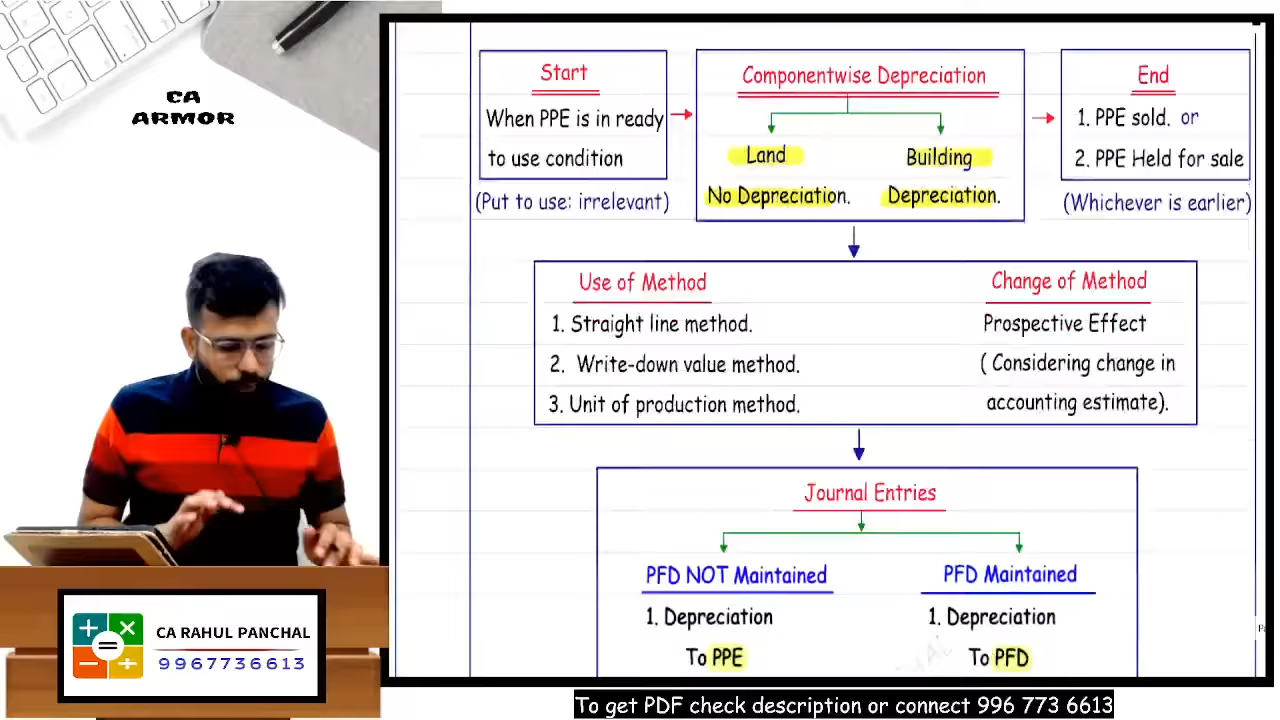 CA
ARMOR
Start
When PPE is in ready
to use condition
(Put to use: irrelevant)
Componentwise Depreciation
Land
Building
No Depreciation.
Depreciation.
End
1. PPE sold. or
2. PPE Held for sale
(Whichever is earlier)
Use of Method
1. Straight line method.
2. Write-down value method.
3. Unit of production method.
Change of Method
Prospective Effect
( Considering change in
accounting estimate).
Journal Entries
PFD NOT Maintained
1. Depreciation
To PPE
PFD Maintained
1. Depreciation
To PFD
CA RAHUL PANCHAL
9967736613
To get PDF check description or connect 996 773 6613